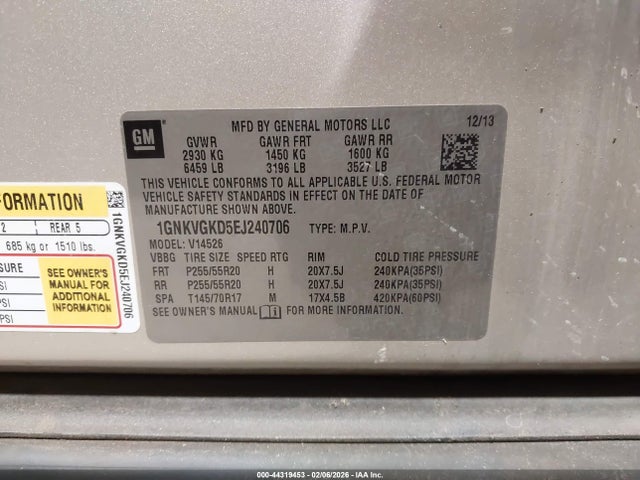 GM
MFD BY GENERAL MOTORS LLC 12/13
GVWR GAWR FRT GAWR RR
2930 KG 1450 KG 1600 KG
6459 LB 3196 LB 3527 LB
THIS VEHICLE CONFORMS TO ALL APPLICABLE U.S. FEDERAL MOTOR
VEHICLE SAFETY STANDARDS IN EFFECT ON THE DATE OF
MANUFACTURE SHOWN ABOVE.
1GNKVGKD5EJ240706 TYPE: M.P.V.
MODEL: V14526
VBBG TIRE SIZE SPEED RTG RIM COLD TIRE PRESSURE
FRT P255/55R20 H 20X7.5J 240KPA(35PSI)
RR P255/55R20 H 20X7.5J 240KPA(35PSI)
SPA T145/70R17 M 17X4.5B 420KPA(60PSI)
SEE OWNER'S MANUAL FOR MORE INFORMATION.
FORMATION
2 REAR 5
685 kg or 1510 lbs.
SSURE
PSI
PSI
PSI
SEE OWNER'S
MANUAL FOR
ADDITIONAL
INFORMATION
1GNKVGKD5EJ240706
000-44319453 - 02/06/2026 - IAA Inc.